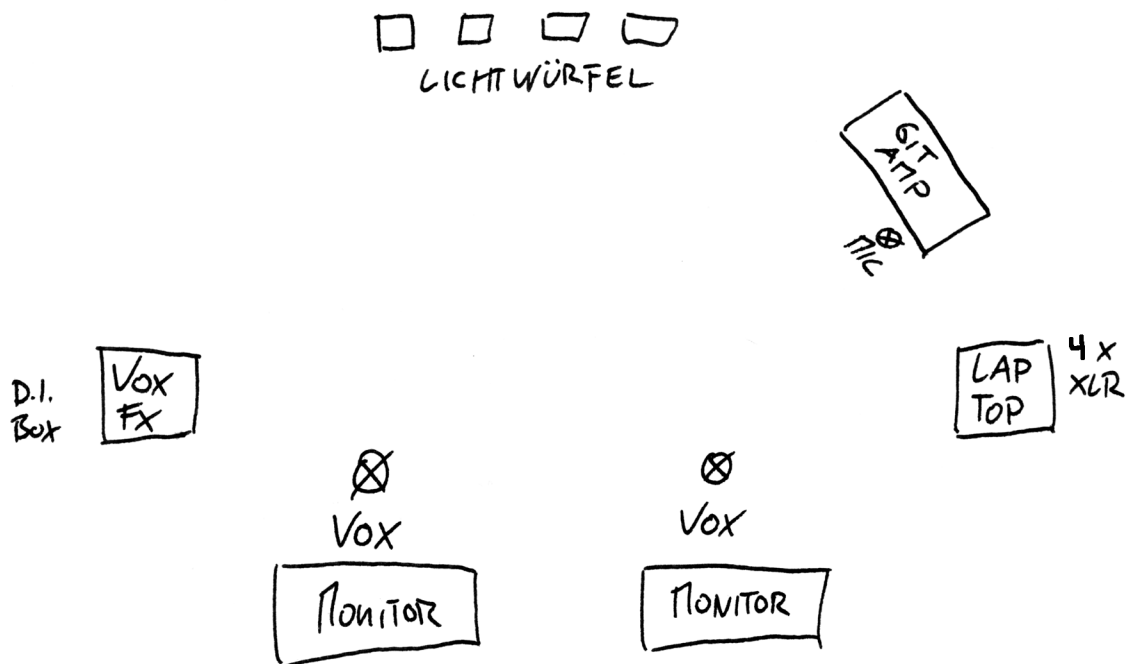 LICHTWÜRFEL
GIT
AMP
MIC
D.I.
BOX
VOX
FX
LAP
TOP
4 X
XLR
VOX
VOX
MONITOR
MONITOR